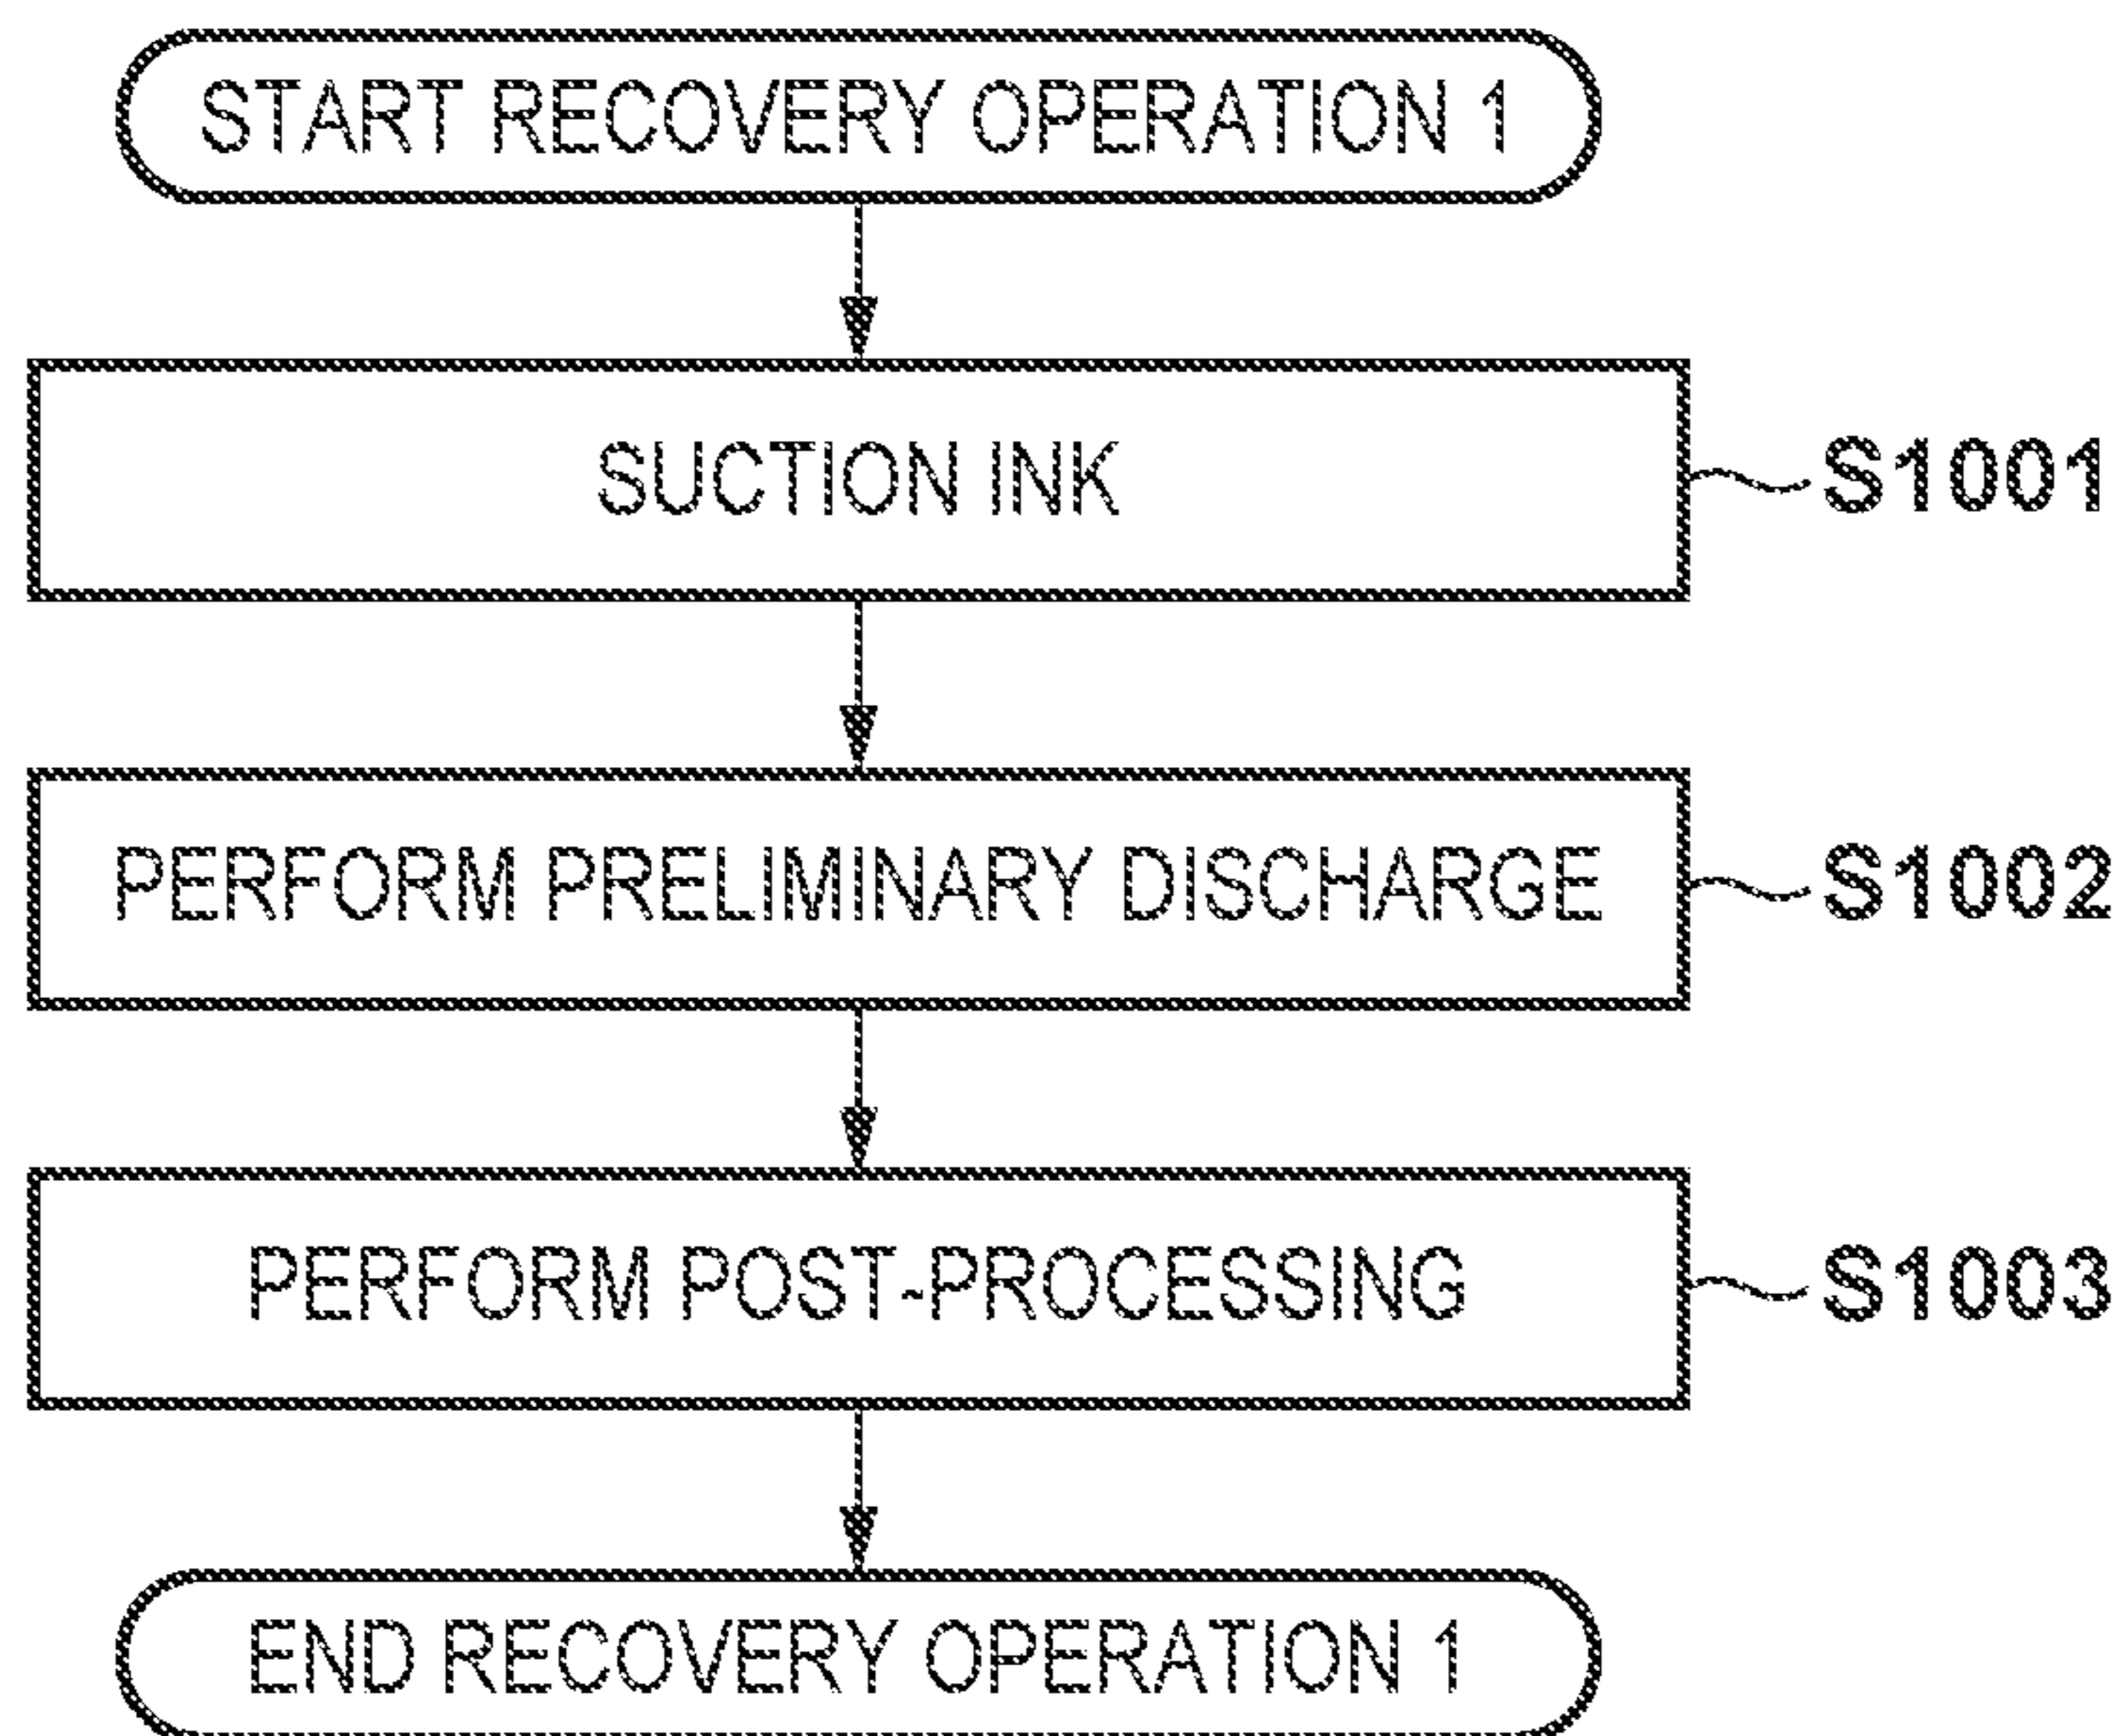 START RECOVERY OPERATION 1
SUCTION INK
S1001
PERFORM PRELIMINARY DISCHARGE
S1002
PERFORM POST-PROCESSING
S1003
END RECOVERY OPERATION 1